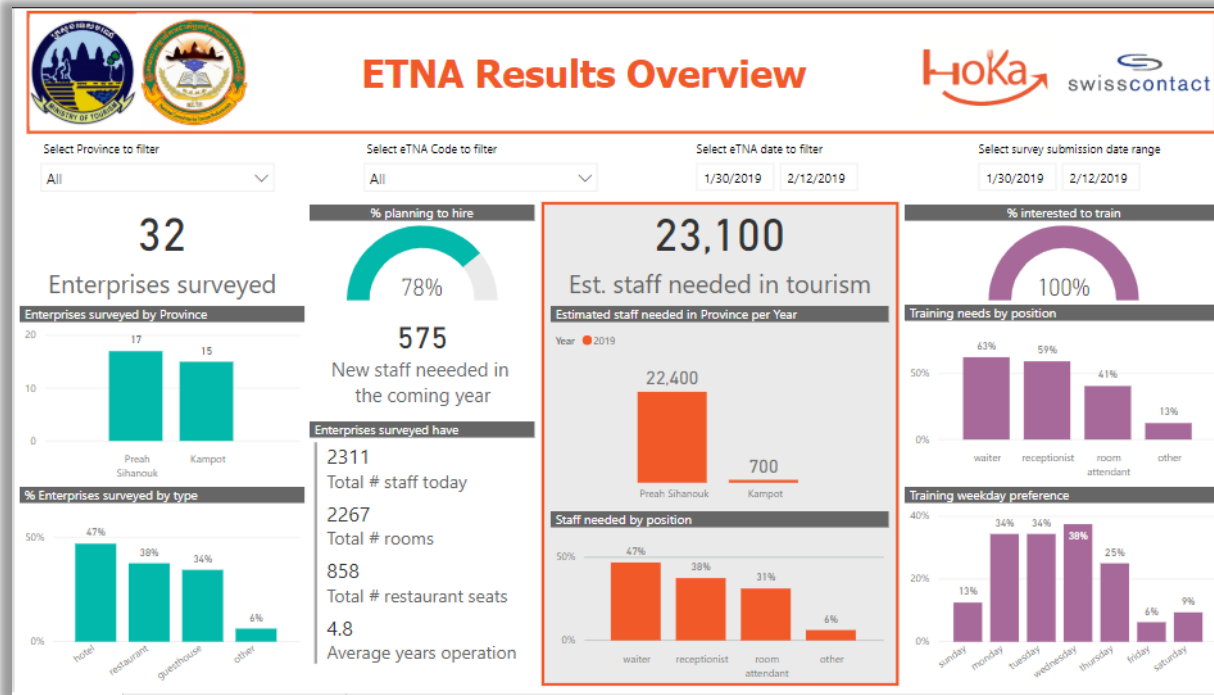 MINISTRY OF TOURISM
ETNA Results Overview
HoKa
swisscontact
Select Province to filter
All
Select eTNA Code to filter
All
Select eTNA date to filter
1/30/2019 2/12/2019
Select survey submission date range
1/30/2019 2/12/2019
32
Enterprises surveyed
Enterprises surveyed by Province
20
10
0
17
15
Preah
Sihanouk
Kampot
% Enterprises surveyed by type
50%
0%
47%
38%
34%
6%
hotel
restaurant
guesthouse
other
% planning to hire
78%
575
New staff neeeded in
the coming year
Enterprises surveyed have
2311
Total # staff today
2267
Total # rooms
858
Total # restaurant seats
4.8
Average years operation
23,100
Est. staff needed in tourism
Estimated staff needed in Province per Year
Year 2019
22,400
700
Preah Sihanouk
Kampot
Staff needed by position
50%
0%
47%
38%
31%
6%
waiter
receptionist
room
attendant
other
% interested to train
100%
Training needs by position
50%
0%
63%
59%
41%
13%
waiter
receptionist
room
attendant
other
Training weekday preference
40%
20%
0%
13%
34%
34%
38%
25%
6%
9%
sunday
monday
tuesday
wednesday
thursday
friday
saturday